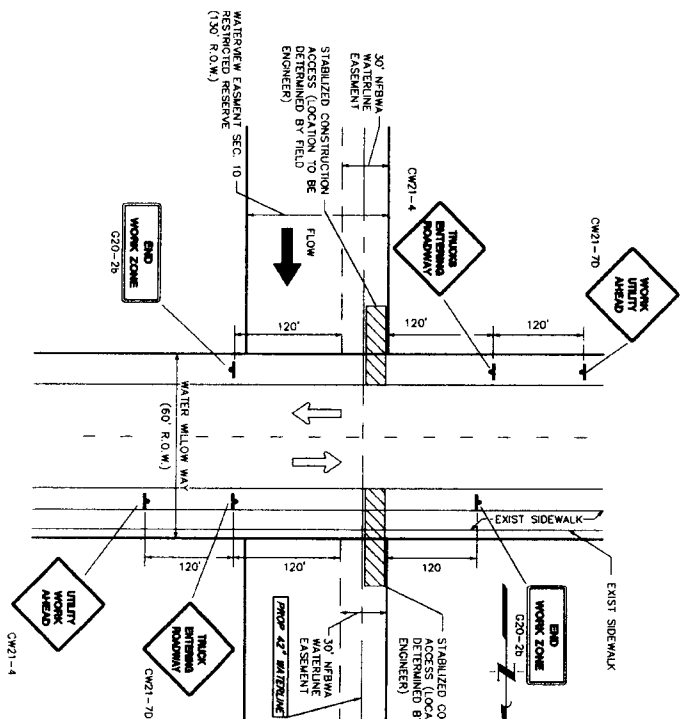 WATERVIEW EASMENT SEC. 10
RESTRICTED RESERVE
(130' R.O.W.)
STABILIZED CONSTRUCTION
ACCESS (LOCATION TO BE
DETERMINED BY FIELD
ENGINEER)
30' NFBWA
WATERLINE
EASEMENT
CW21-4
TRUCKS
ENTERING
ROADWAY
CW21-7D
WORK
UTILITY
AHEAD
END
WORK ZONE
G20-2b
FLOW
120'
120'
120'
WATER WILLOW WAY
(60' R.O.W.)
EXIST SIDEWALK
EXIST SIDEWALK
120'
120'
120
UTILITY
WORK
AHEAD
CW21-4
TRUCK
ENTERING
ROADWAY
CW21-7D
PROP 42" WATERLINE
30' NFBWA
WATERLINE
EASEMENT
STABILIZED CO
ACCESS (LOCA
DETERMINED BY
ENGINEER)
END
WORK ZONE
G20-2b